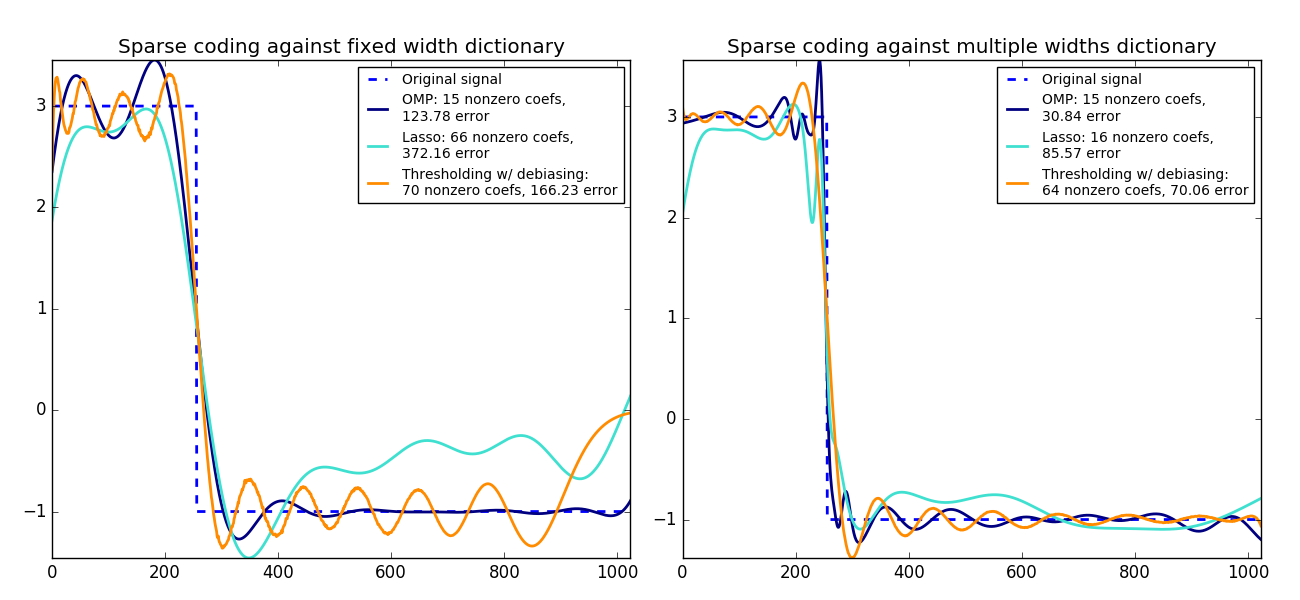 Sparse coding against fixed width dictionary
Original signal
OMP: 15 nonzero coefs,
123.78 error
Lasso: 66 nonzero coefs,
372.16 error
Thresholding w/ debiasing:
70 nonzero coefs, 166.23 error
3
2
1
0
−1
0 200 400 600 800 1000
Sparse coding against multiple widths dictionary
Original signal
OMP: 15 nonzero coefs,
30.84 error
Lasso: 16 nonzero coefs,
85.57 error
Thresholding w/ debiasing:
64 nonzero coefs, 70.06 error
3
2
1
0
−1
0 200 400 600 800 1000